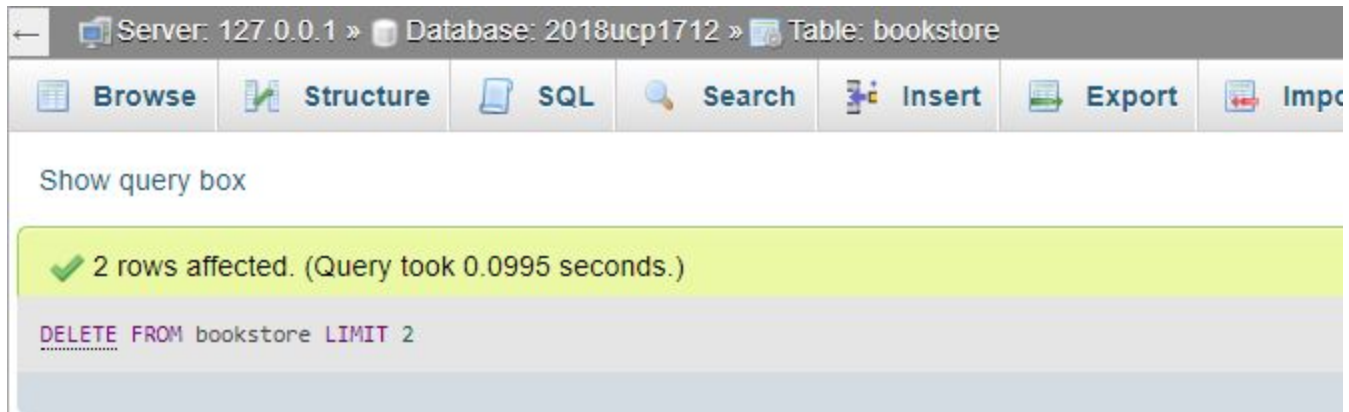 ← Server: 127.0.0.1 » Database: 2018ucp1712 » Table: bookstore
Browse Structure SQL Search Insert Export Impo
Show query box
2 rows affected. (Query took 0.0995 seconds.)
DELETE FROM bookstore LIMIT 2